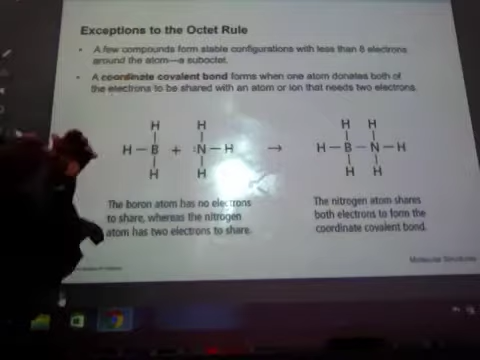 Exceptions to the Octet Rule
• A few compounds form stable configurations with less than 8 electrons
around the atom—a suboctet.
• A coordinate covalent bond forms when one atom donates both of
the electrons to be shared with an atom or ion that needs two electrons.
H H H H
H—B + :N—H → H—B—N—H
H H H H
The boron atom has no electrons
to share, whereas the nitrogen
atom has two electrons to share.
The nitrogen atom shares
both electrons to form the
coordinate covalent bond.
Molecular Structures